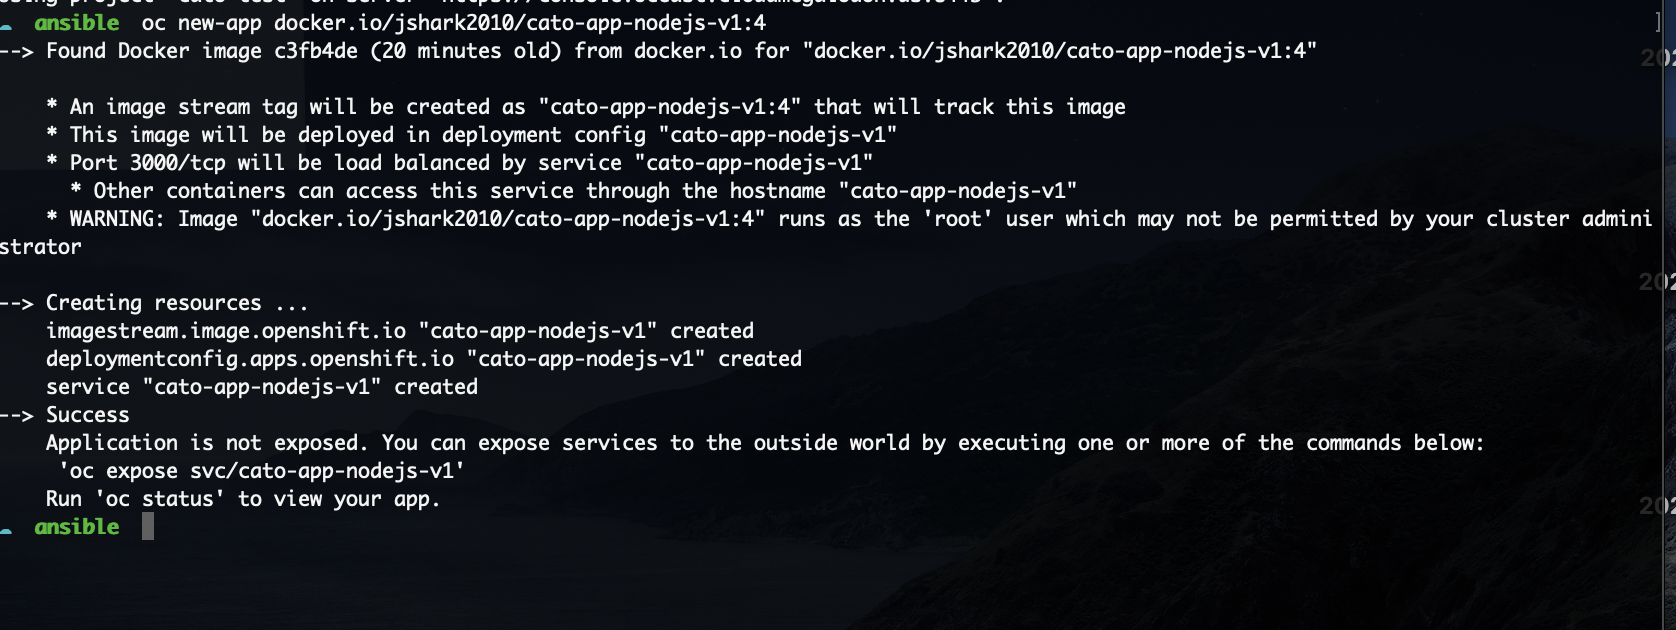 ansible oc new-app docker.io/jshark2010/cato-app-nodejs-v1:4
--> Found Docker image c3fb4de (20 minutes old) from docker.io for "docker.io/jshark2010/cato-app-nodejs-v1:4"
* An image stream tag will be created as "cato-app-nodejs-v1:4" that will track this image
* This image will be deployed in deployment config "cato-app-nodejs-v1"
* Port 3000/tcp will be load balanced by service "cato-app-nodejs-v1"
* Other containers can access this service through the hostname "cato-app-nodejs-v1"
* WARNING: Image "docker.io/jshark2010/cato-app-nodejs-v1:4" runs as the 'root' user which may not be permitted by your cluster admini
strator
--> Creating resources ...
imagestream.image.openshift.io "cato-app-nodejs-v1" created
deploymentconfig.apps.openshift.io "cato-app-nodejs-v1" created
service "cato-app-nodejs-v1" created
--> Success
Application is not exposed. You can expose services to the outside world by executing one or more of the commands below:
'oc expose svc/cato-app-nodejs-v1'
Run 'oc status' to view your app.
ansible